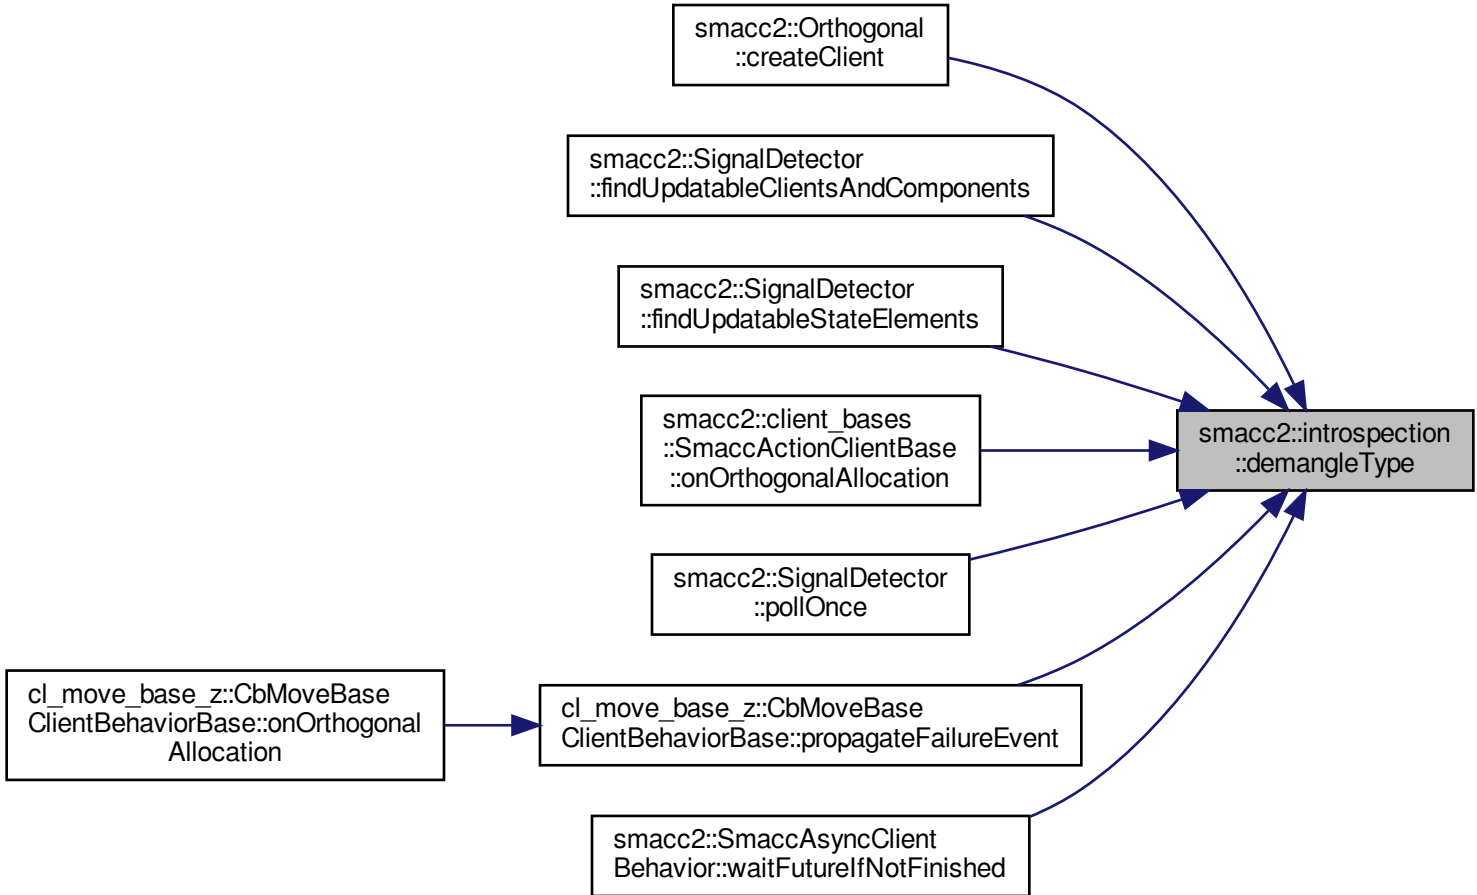 smacc2::Orthogonal
::createClient
smacc2::SignalDetector
::findUpdatableClientsAndComponents
smacc2::SignalDetector
::findUpdatableStateElements
smacc2::client_bases
::SmaccActionClientBase
::onOrthogonalAllocation
smacc2::introspection
::demangleType
smacc2::SignalDetector
::pollOnce
cl_move_base_z::CbMoveBase
ClientBehaviorBase::onOrthogonal
Allocation
cl_move_base_z::CbMoveBase
ClientBehaviorBase::propagateFailureEvent
smacc2::SmaccAsyncClient
Behavior::waitFutureIfNotFinished